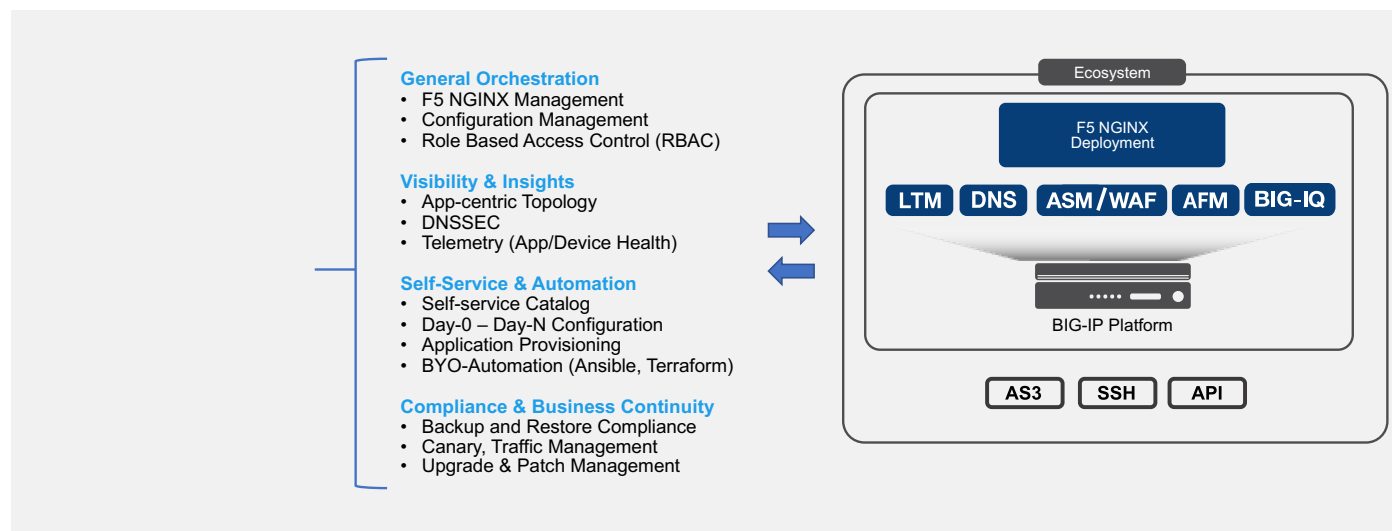 General Orchestration
• F5 NGINX Management
• Configuration Management
• Role Based Access Control (RBAC)
Visibility & Insights
• App-centric Topology
• DNSSEC
• Telemetry (App/Device Health)
Self-Service & Automation
• Self-service Catalog
• Day-0 – Day-N Configuration
• Application Provisioning
• BYO-Automation (Ansible, Terraform)
Compliance & Business Continuity
• Backup and Restore Compliance
• Canary, Traffic Management
• Upgrade & Patch Management
Ecosystem
F5 NGINX
Deployment
LTM DNS ASM/WAF AFM BIG-IQ
BIG-IP Platform
AS3 SSH API